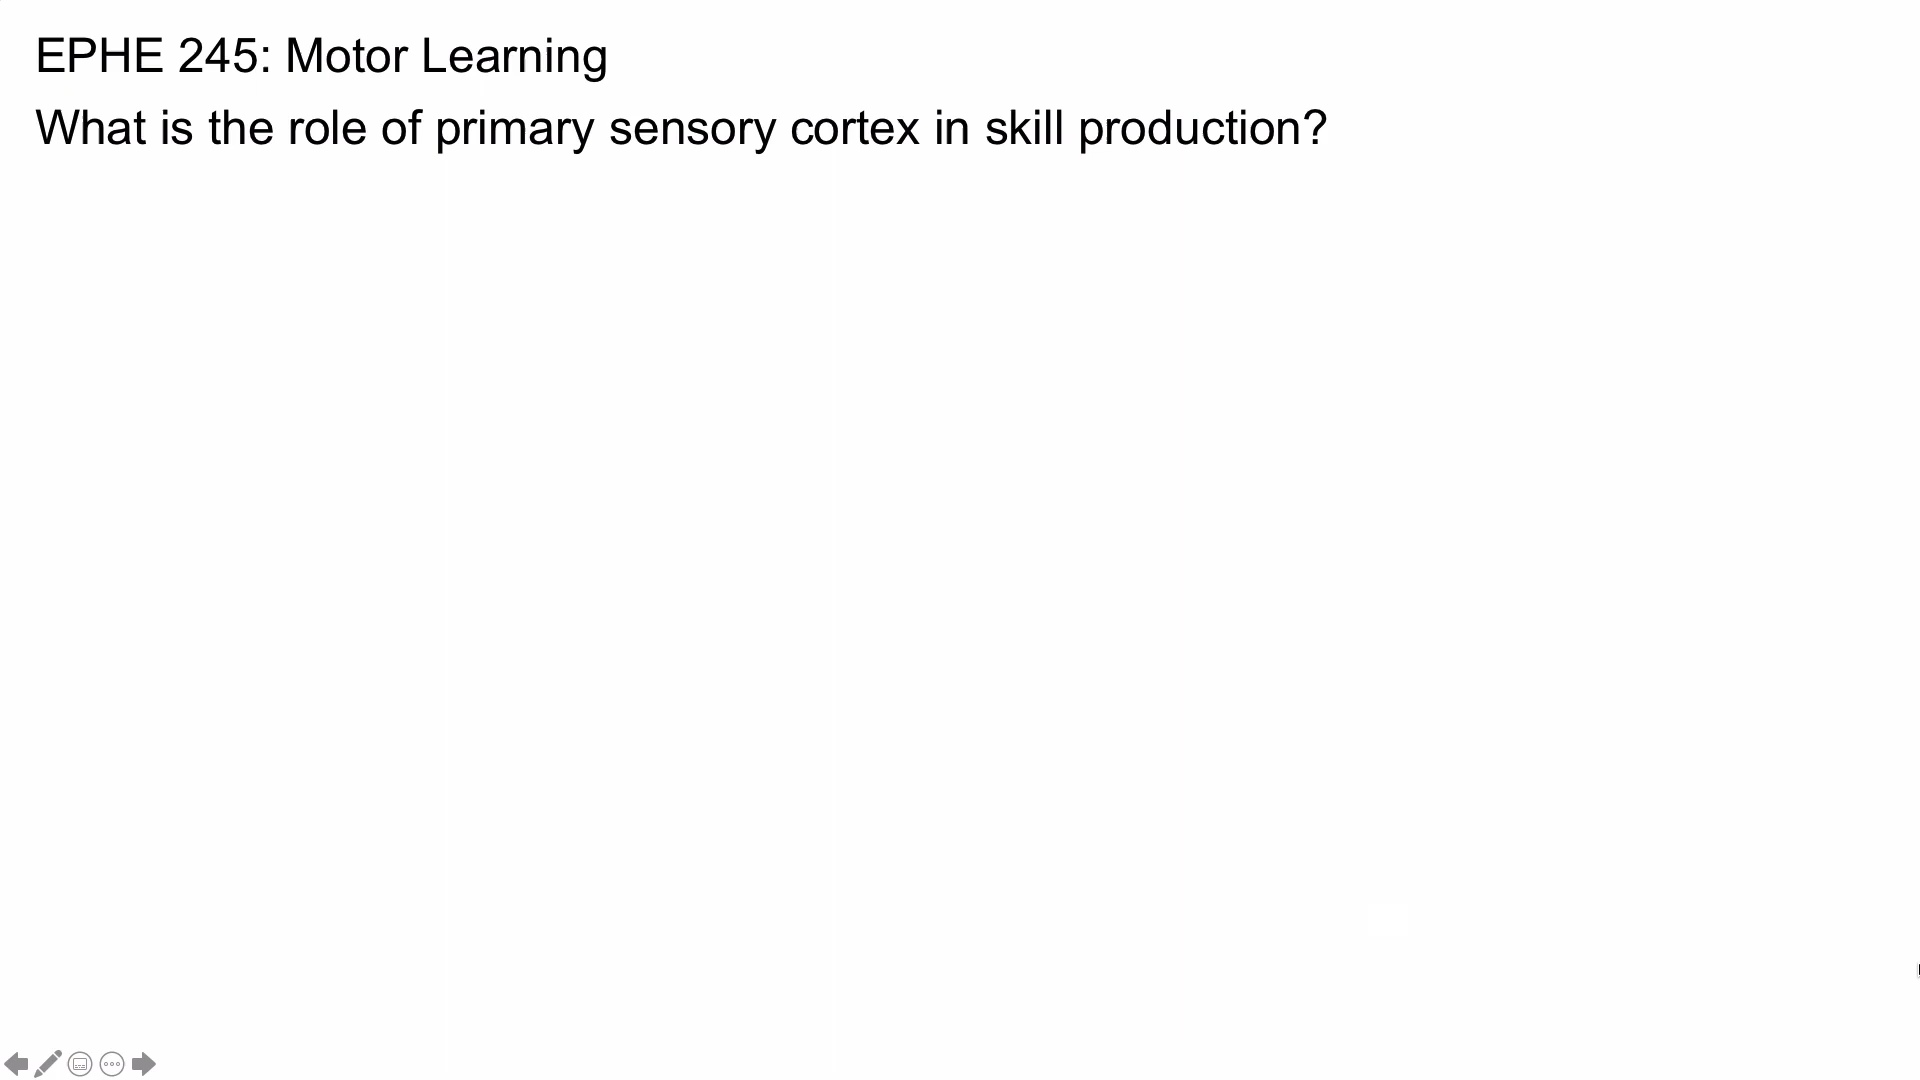 EPHE 245: Motor Learning
What is the role of primary sensory cortex in skill production?